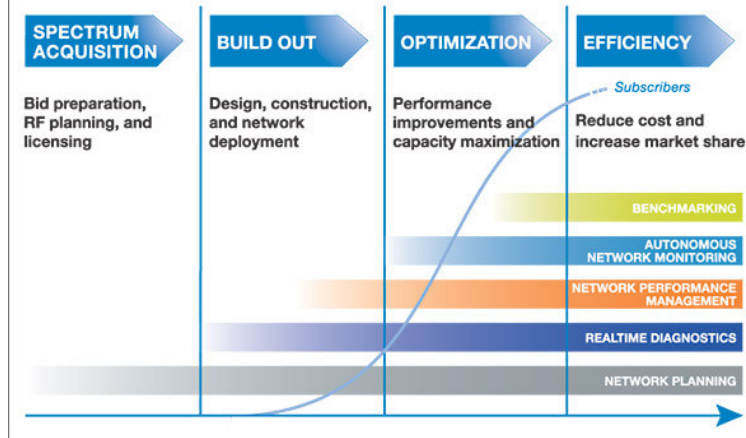 SPECTRUM
ACQUISITION
BUILD OUT
OPTIMIZATION
EFFICIENCY
Subscribers
Bid preparation,
RF planning, and
licensing
Design, construction,
and network
deployment
Performance
improvements and
capacity maximization
Reduce cost and
increase market share
BENCHMARKING
AUTONOMOUS
NETWORK MONITORING
NETWORK PERFORMANCE
MANAGEMENT
REALTIME DIAGNOSTICS
NETWORK PLANNING